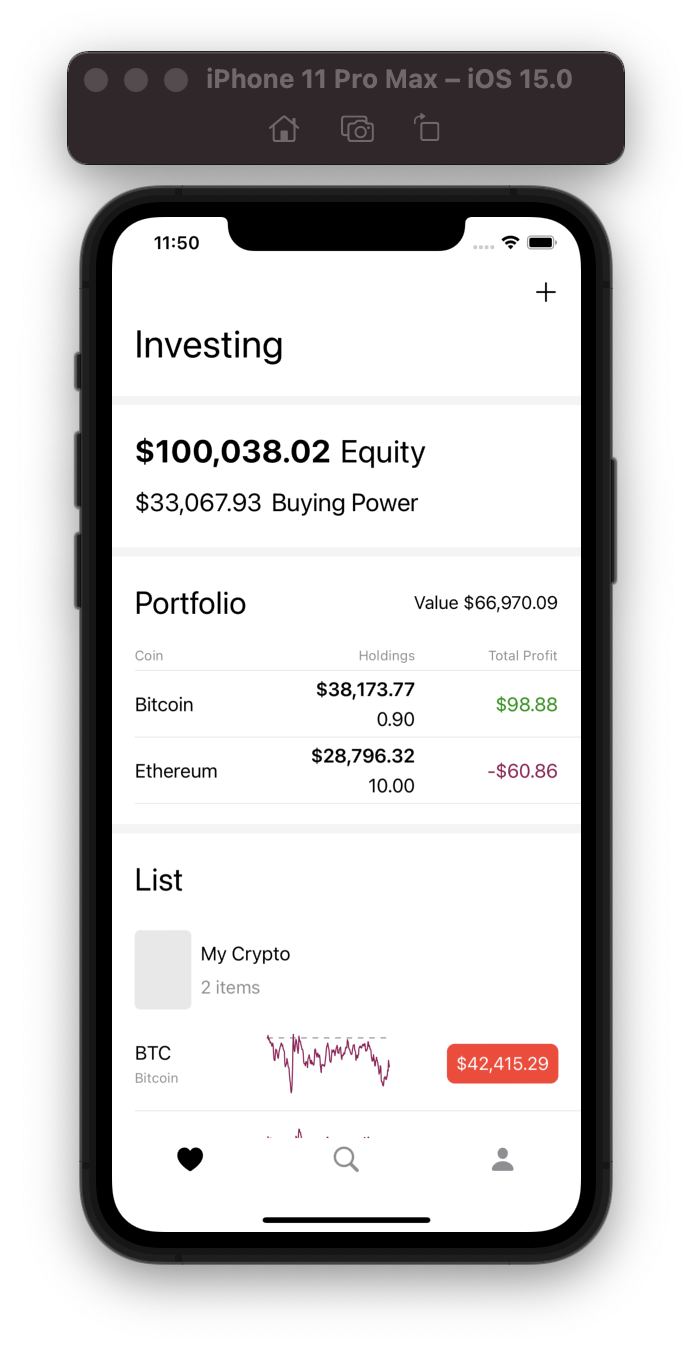 iPhone 11 Pro Max – iOS 15.0
11:50
Investing
$100,038.02 Equity
$33,067.93 Buying Power
Portfolio Value $66,970.09
Coin Holdings Total Profit
$38,173.77
Bitcoin $98.88
0.90
$28,796.32
Ethereum -$60.86
10.00
List
My Crypto
2 items
BTC
$42,415.29
Bitcoin